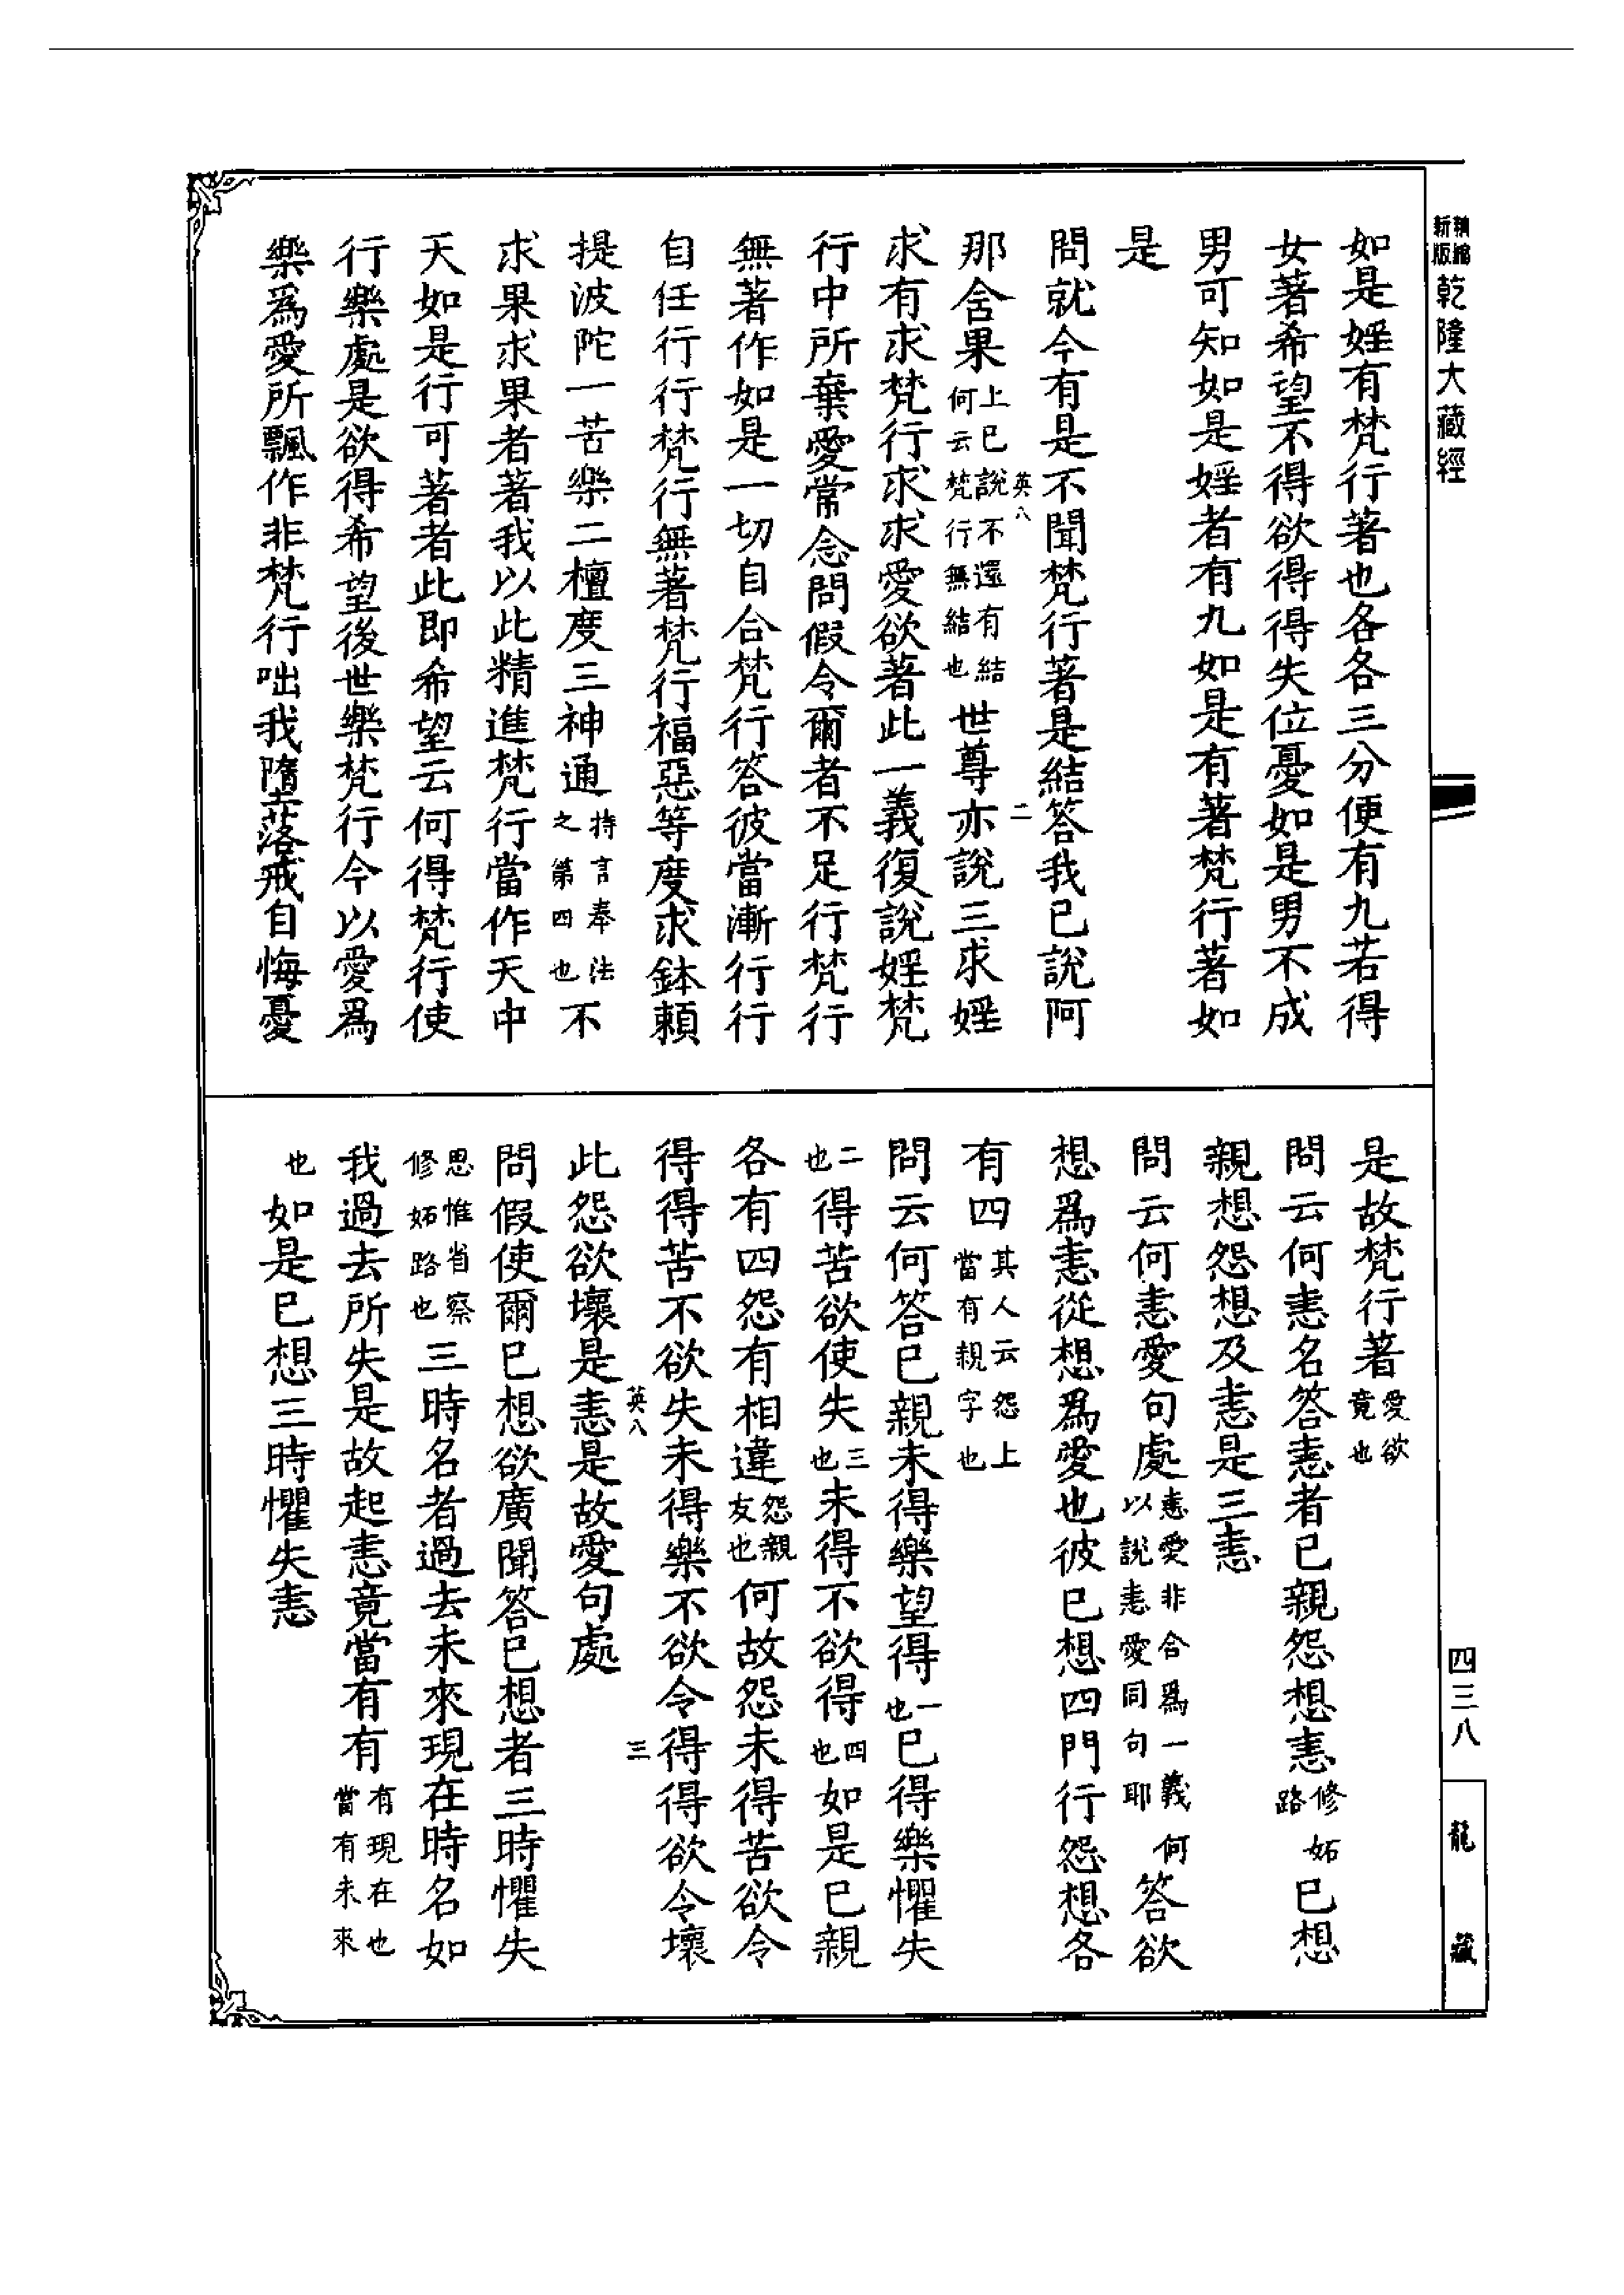 新版
精縮
乾隆大藏經
如是婬有梵行著也各各三分便有九若得
女著希望不得欲得得失位憂如是男不成
男可知如是婬者有九如是有著梵行著如
是
問就今有是不聞梵行著是結答我已說阿
英八
二
那舍果上已說不還有結何云梵行無結也世尊亦說三求婬
求有求梵行求求愛欲著此一義復說婬梵
行中所棄愛常念問假令爾者不足行梵行
無著作如是一切自合梵行答彼當漸行行
自任行行梵行無著梵行福惡等度求鉢賴
提波陀一苦樂二檀度三神通持言奉法之第四也不
求果求果者著我以此精進梵行當作天中
天如是行可著者此即希望云何得梵行使
行樂處是欲得希望後世樂梵行今以愛為
樂為愛所飄作非梵行咄我隋落戒自悔憂
是故梵行著愛欲竟也
問云何恚名答恚者已親怨想恚修妬路已想
親想怨想及恚是三恚
問云何恚愛句處恚愛非合為一義何以說恚愛同句耶答欲
想為恚從想為愛也彼已想四門行怨想各
有四其人云怨上當有親字也
問云何答已親未得樂望得一也已得樂懼失
二也得苦欲使失三也未得不欲得四也如是已親
各有四怨有相違怨親友也何故怨未得苦欲令
得得苦不欲失未得樂不欲令得得欲令壞
英八
三
此怨欲壞是恚是故愛句處
問假使爾已想欲廣聞答已想者三時懼失
思惟省察修妬路也三時名者過去未來現在時名如
我過去所失是故起恚竟當有有有現在也當有未來
也如是已想三時懼失恚
四三八
龍藏